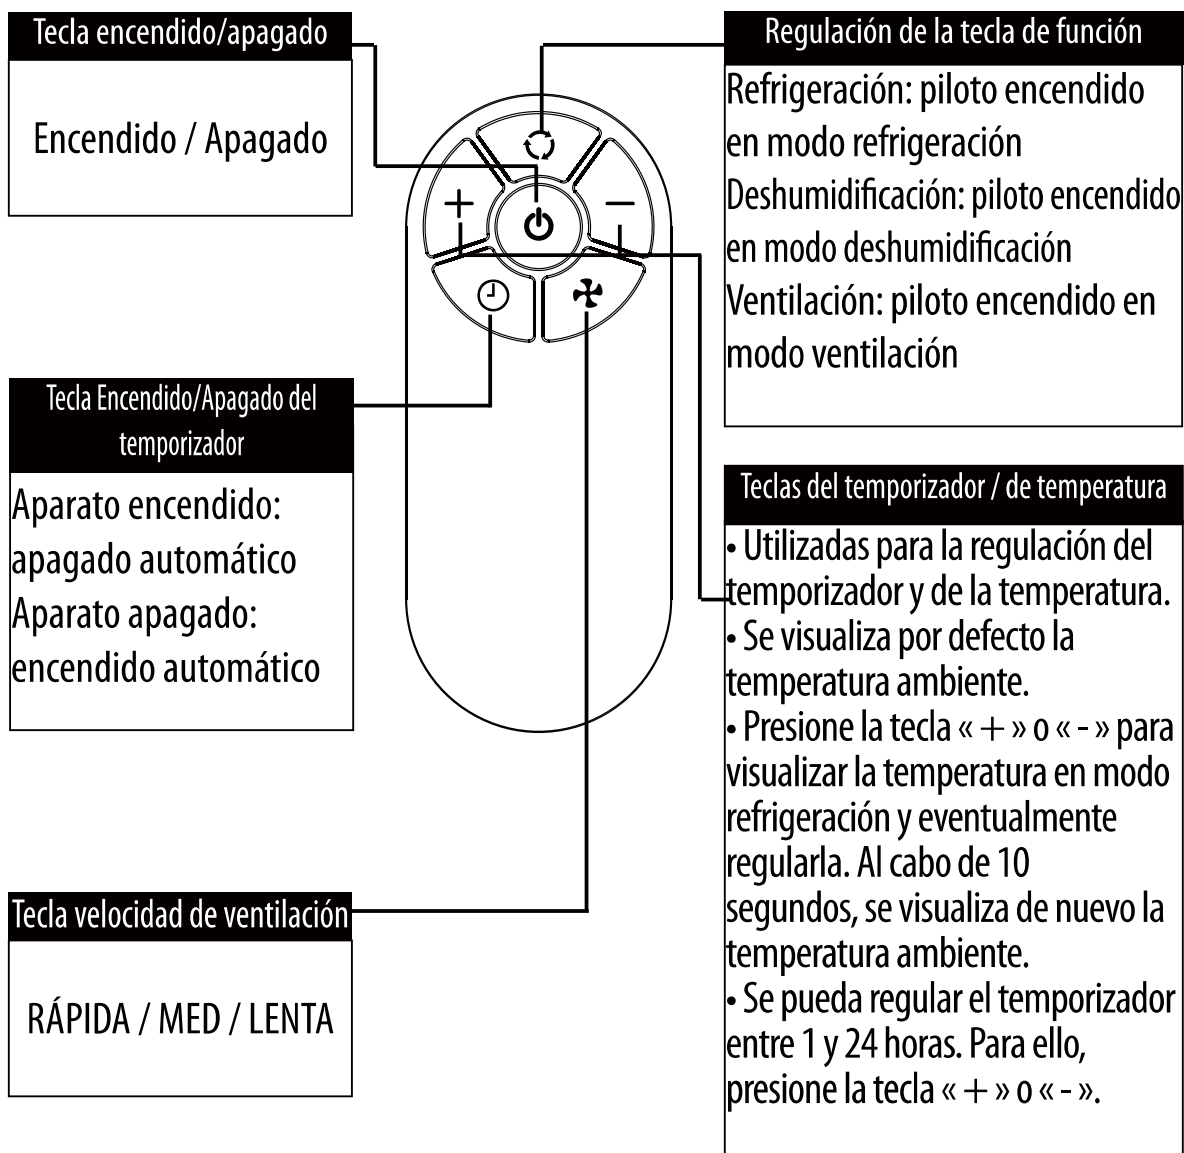 Tecla encendido/apagado
Encendido / Apagado
Regulación de la tecla de función
Refrigeración: piloto encendido
en modo refrigeración
Deshumidificación: piloto encendido
en modo deshumidificación
Ventilación: piloto encendido en
modo ventilación
+
−
Tecla Encendido/Apagado del
temporizador
Aparato encendido:
apagado automático
Aparato apagado:
encendido automático
Teclas del temporizador / de temperatura
• Utilizadas para la regulación del
temporizador y de la temperatura.
• Se visualiza por defecto la
temperatura ambiente.
• Presione la tecla « + » o « - » para
visualizar la temperatura en modo
refrigeración y eventualmente
regularla. Al cabo de 10
segundos, se visualiza de nuevo la
temperatura ambiente.
• Se pueda regular el temporizador
entre 1 y 24 horas. Para ello,
presione la tecla « + » o « - ».
Tecla velocidad de ventilación
RÁPIDA / MED / LENTA